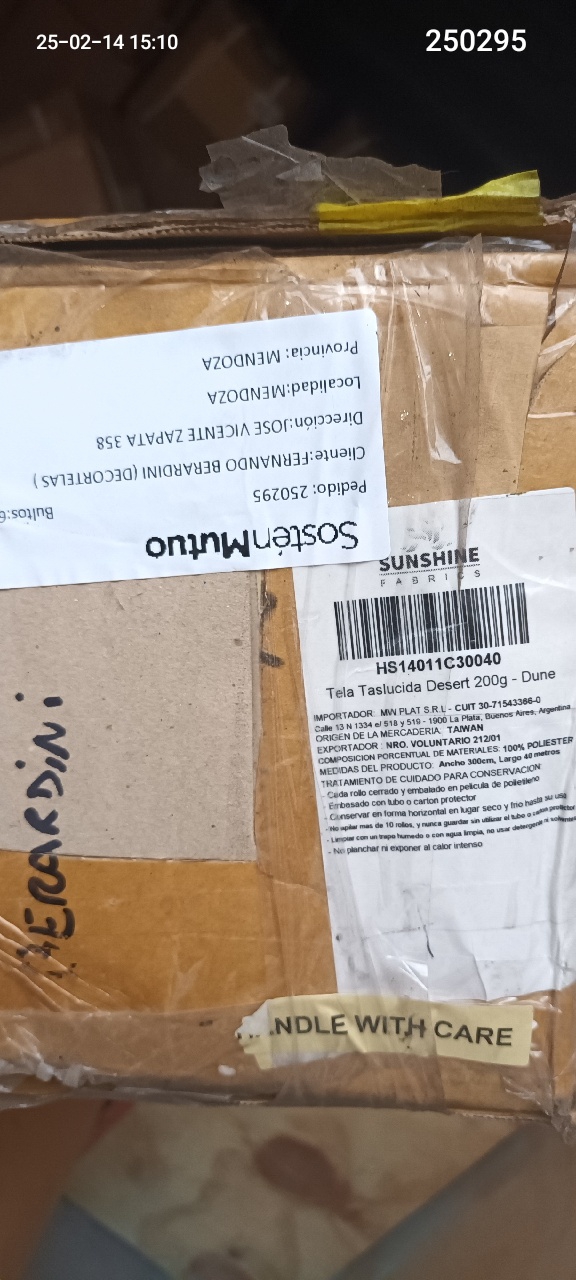 25-02-14 15:10
250295
SosténMutuo
Pedido: 250295
Bultos:6
Cliente:FERNANDO BERARDINI (DECORTELAS)
Dirección:JOSE VICENTE ZAPATA 358
Localidad:MENDOZA
Provincia: MENDOZA
SUNSHINE
FABRICS
HS14011C30040
Tela Taslucida Desert 200g - Dune
IMPORTADOR: MW PLAT S.R.L - CUIT 30-71543366-0
Calle 13 N 1334 e/ 518 y 519 - 1900 La Plata, Buenos Aires, Argentina
ORIGEN DE LA MERCADERIA: TAIWAN
EXPORTADOR: NRO. VOLUNTARIO 212/01
COMPOSICION PORCENTUAL DE MATERIALES: 100% POLIESTER
MEDIDAS DEL PRODUCTO: Ancho 300cm, Largo 40 metros
TRATAMIENTO DE CUIDADO PARA CONSERVACION:
- Cada rollo cerrado y embalado en pelicula de polietileno
- Embasado con tubo o carton protector
- Conservar en forma horizontal en lugar seco y frio hasta su uso
- No apilar mas de 10 rollos, y nunca guardar sin utilizar el tubo o carton protector
- Limpiar con un trapo humedo o con agua limpia, no usar detergente ni
- No planchar ni exponer al calor intenso
BERARDINI
NDLE WITH CARE